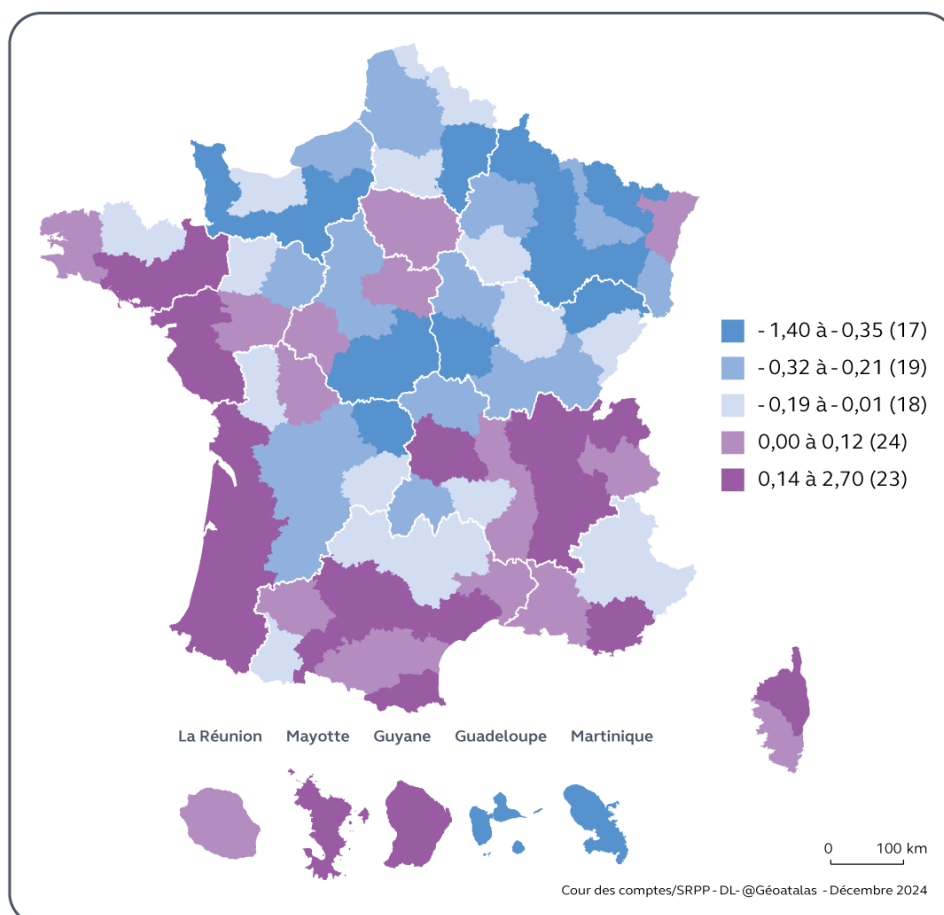 - 1,40 à - 0,35 (17)
- 0,32 à - 0,21 (19)
- 0,19 à - 0,01 (18)
0,00 à 0,12 (24)
0,14 à 2,70 (23)
La Réunion Mayotte Guyane Guadeloupe Martinique
0 100 km
Cour des comptes/SRPP - DL- @Géoatalas - Décembre 2024